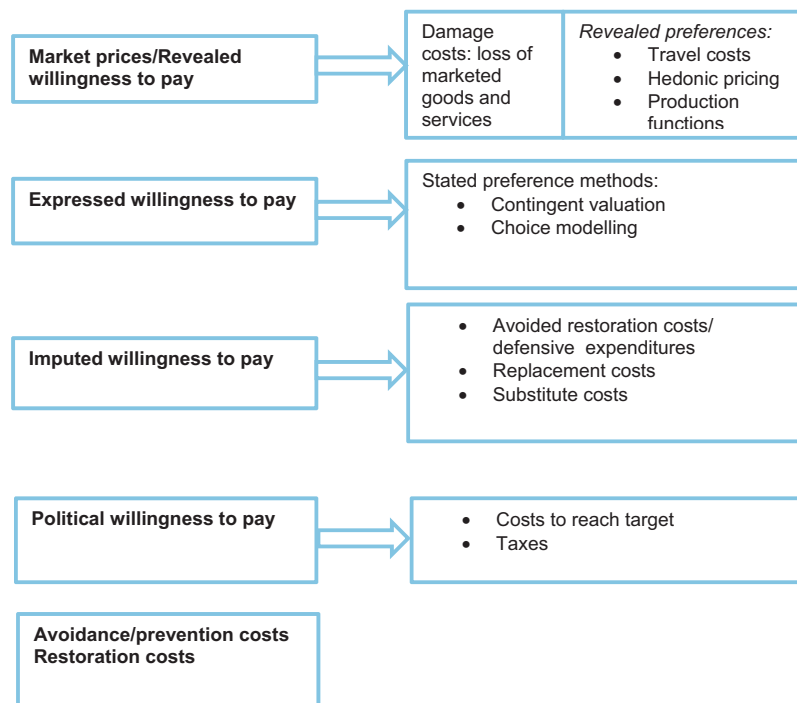 Market prices/Revealed
willingness to pay
Damage
costs: loss of
marketed
goods and
services
Revealed preferences:
• Travel costs
• Hedonic pricing
• Production
functions
Expressed willingness to pay
Stated preference methods:
• Contingent valuation
• Choice modelling
Imputed willingness to pay
• Avoided restoration costs/
defensive expenditures
• Replacement costs
• Substitute costs
Political willingness to pay
• Costs to reach target
• Taxes
Avoidance/prevention costs
Restoration costs